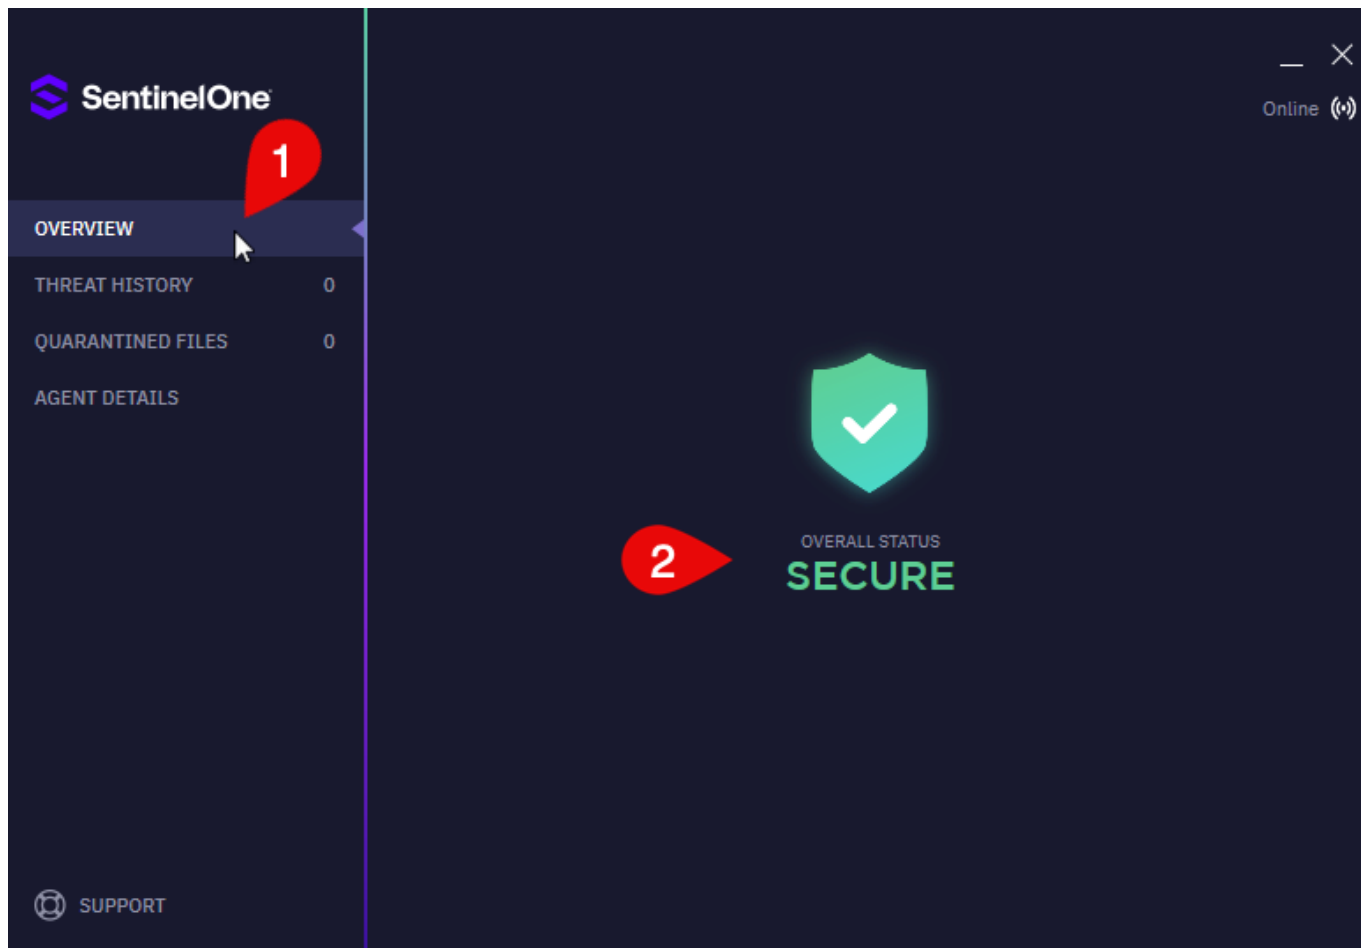 SentinelOne
Online
1
OVERVIEW
THREAT HISTORY 0
QUARANTINED FILES 0
AGENT DETAILS
2
OVERALL STATUS
SECURE
SUPPORT